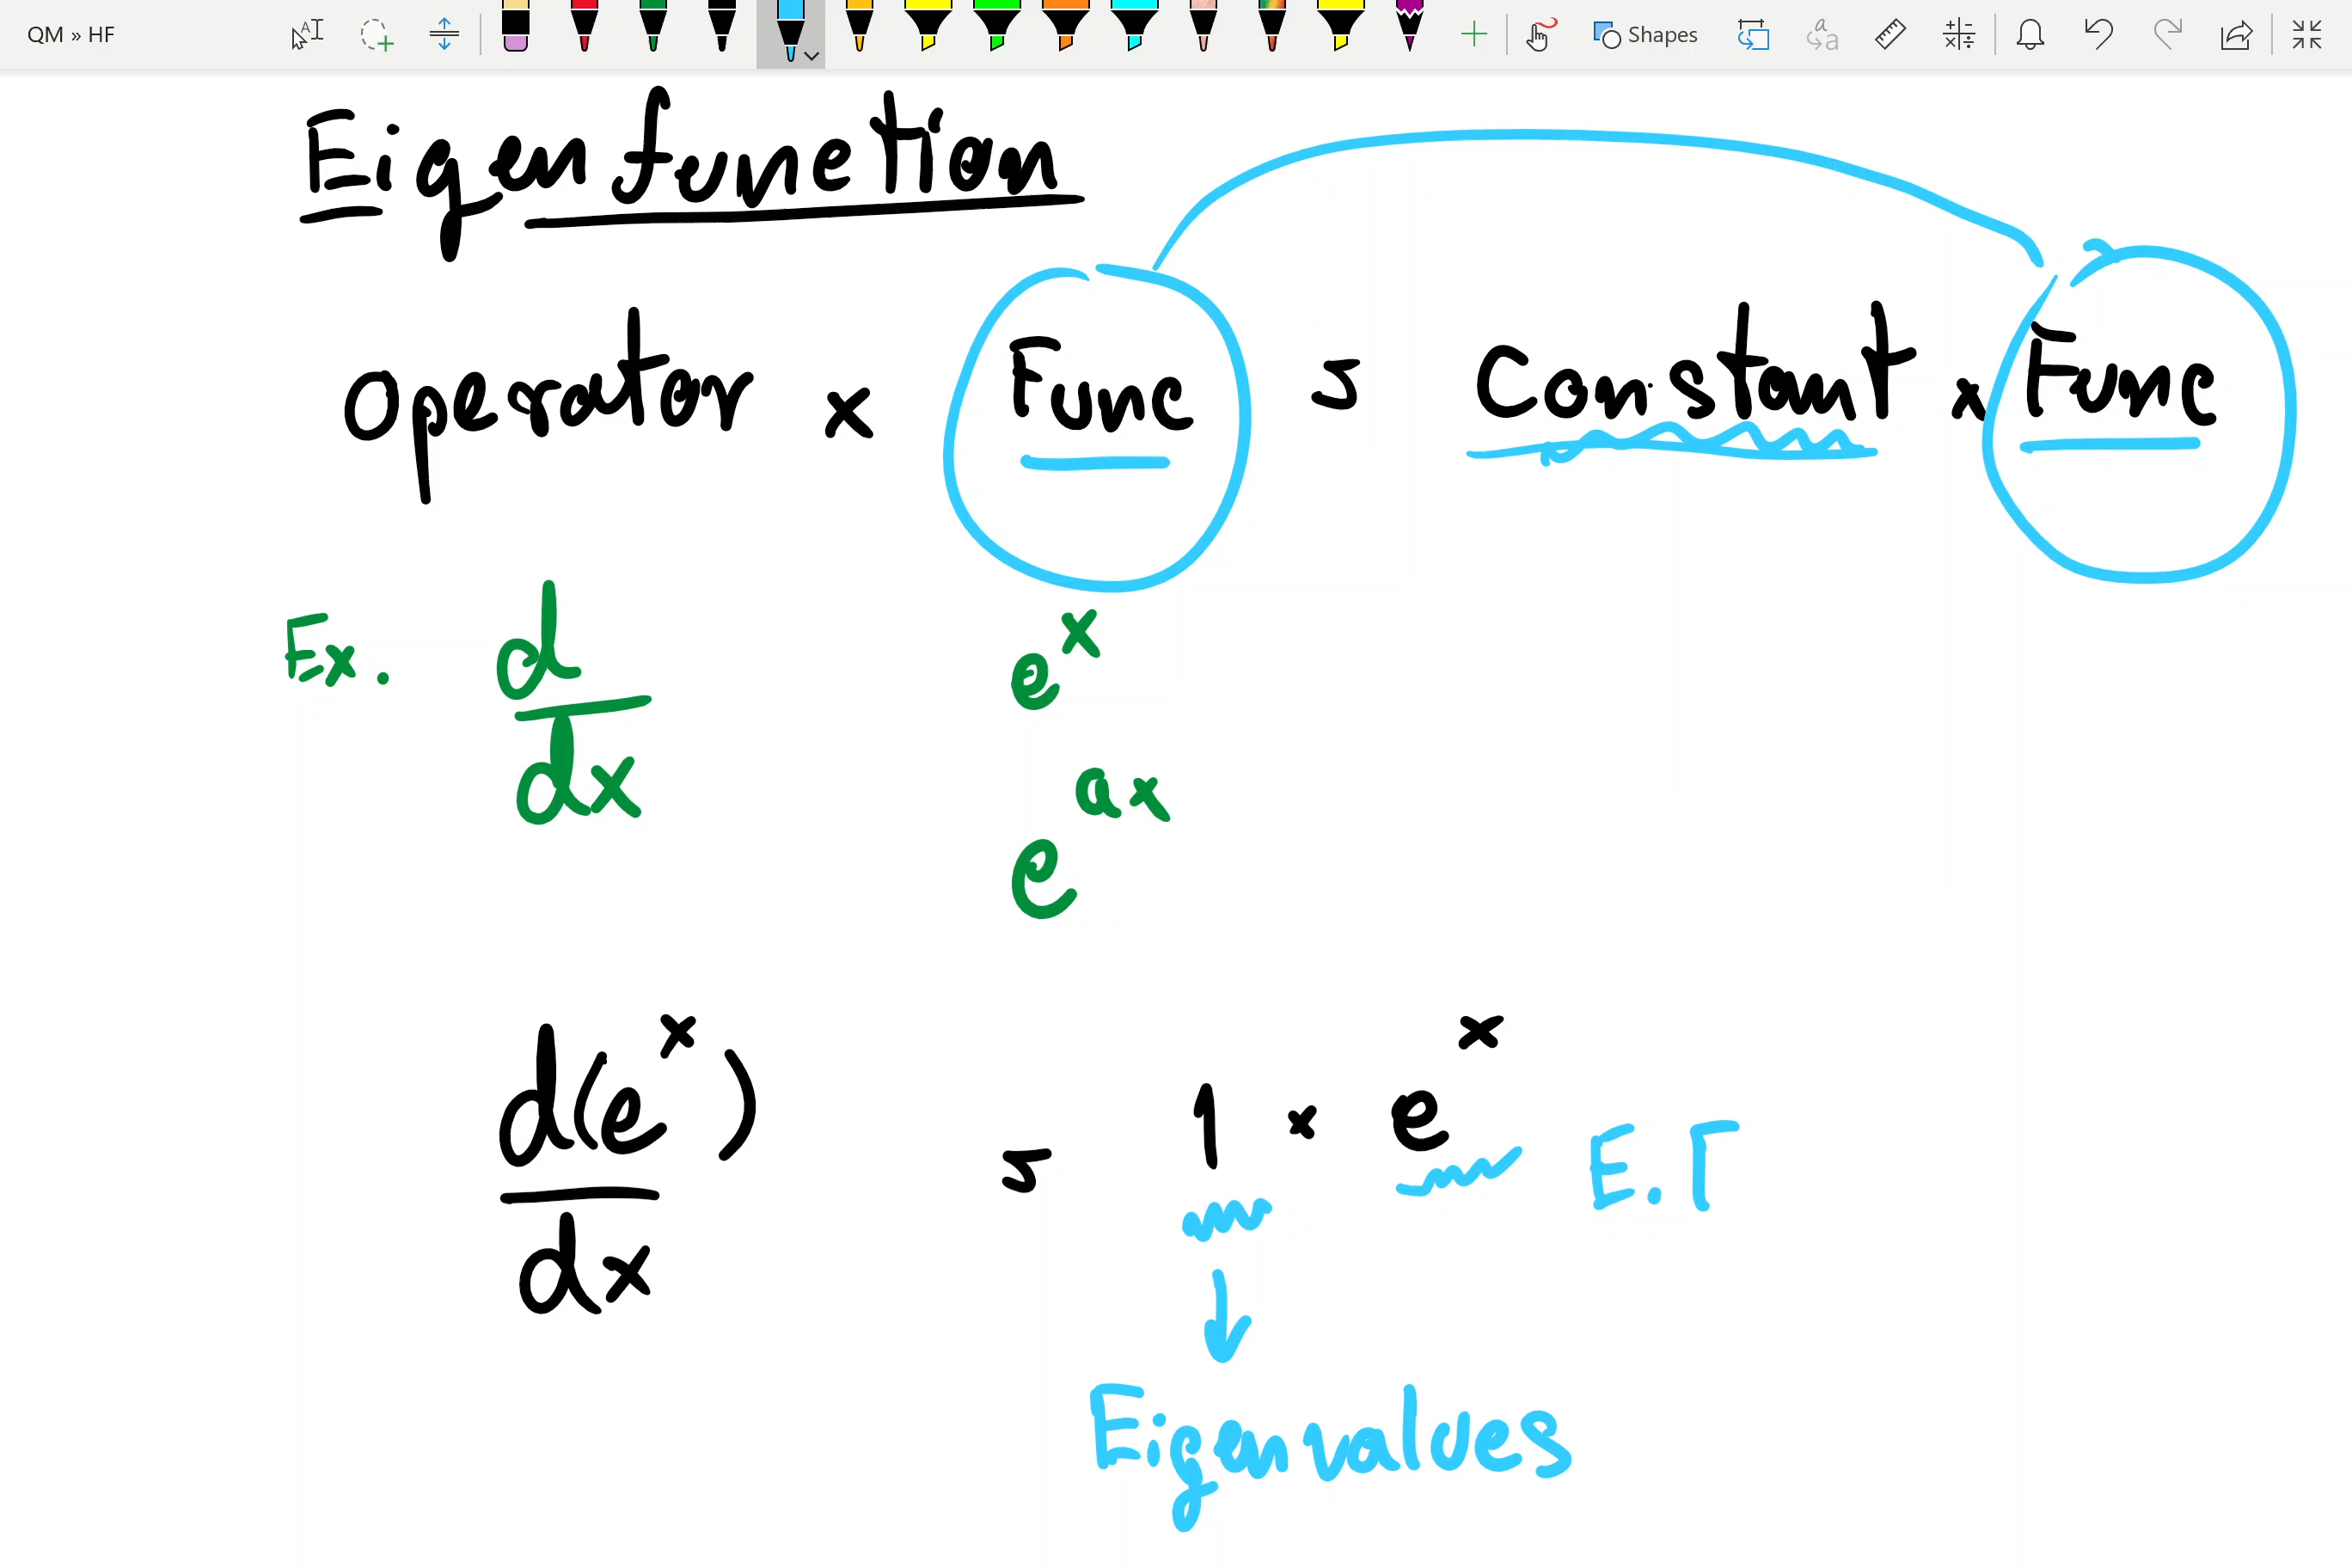 QM » HF
Shapes
Eigenfunction
Operator × Func = Constant × Func
Ex. d/dx e^x
e^ax
d(e^x)/dx = 1 × e^x E.F
Eigenvalues